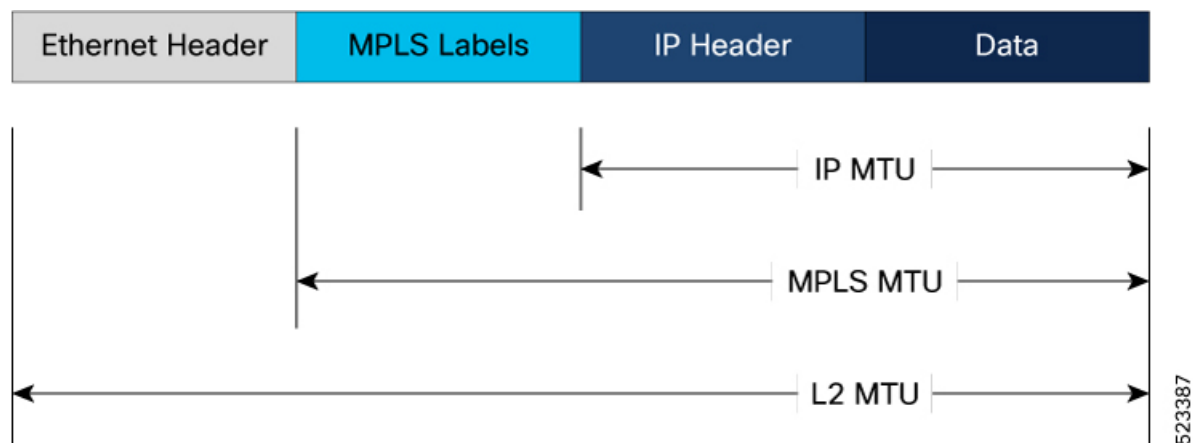 Ethernet Header MPLS Labels IP Header Data
IP MTU
MPLS MTU
L2 MTU
523387